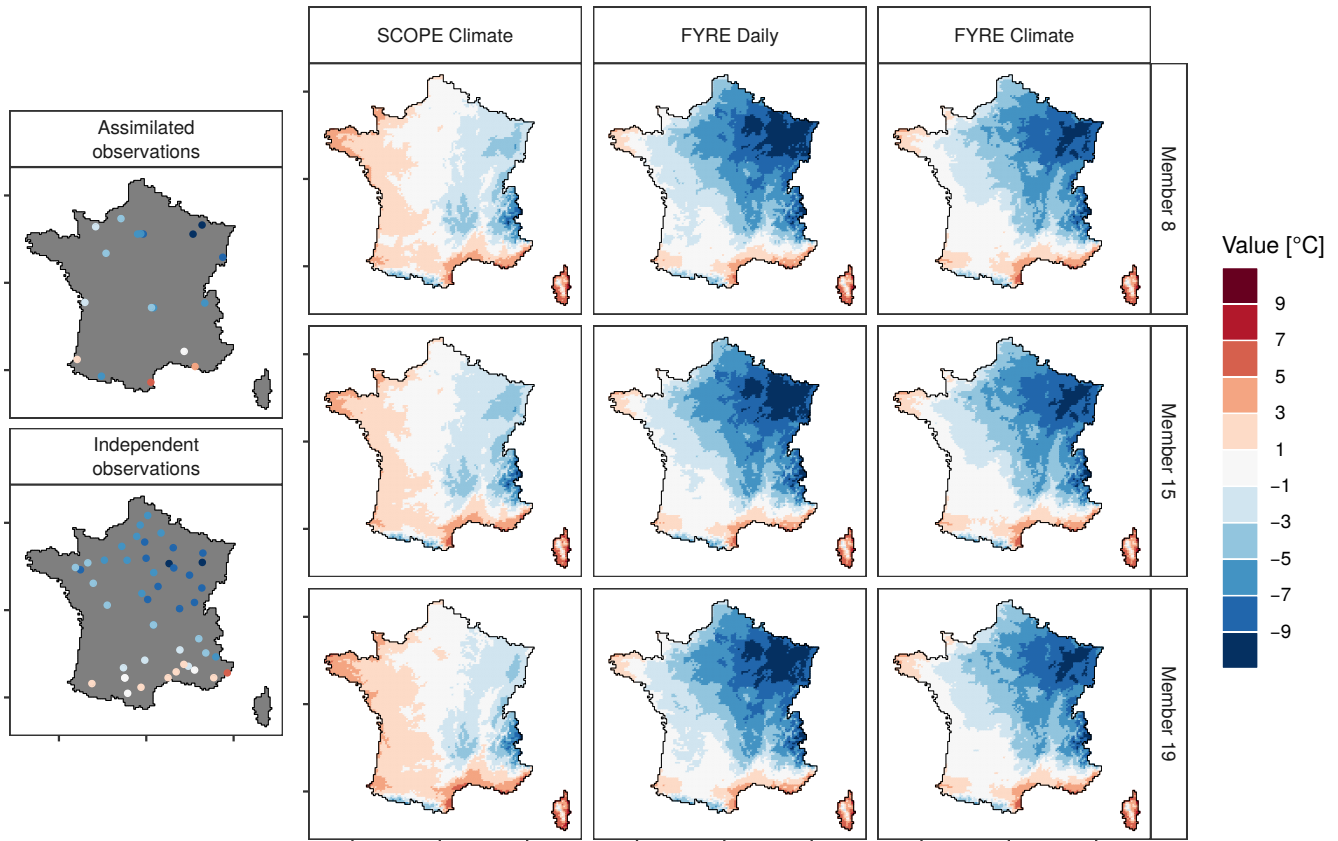 SCOPE Climate
FYRE Daily
FYRE Climate
Assimilated
observations
Independent
observations
Member 8
Member 15
Member 19
Value [°C]
9
7
5
3
1
−1
−3
−5
−7
−9